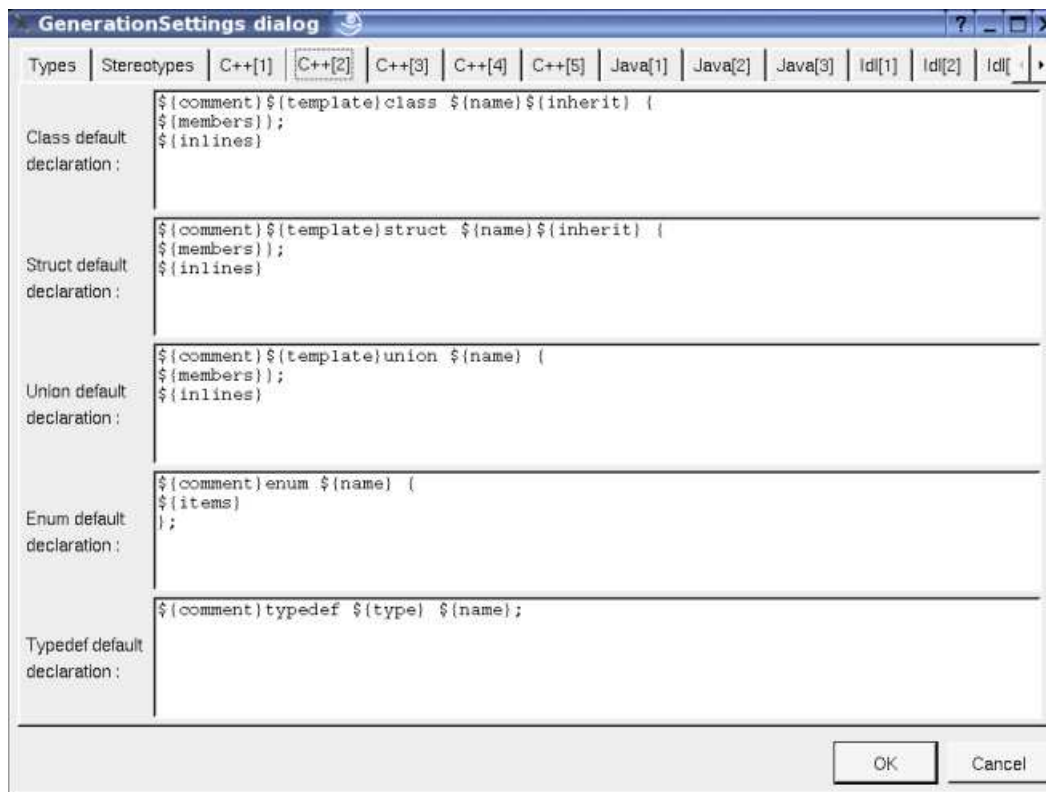 GenerationSettings dialog
Types Stereotypes C++[1] C++[2] C++[3] C++[4] C++[5] Java[1] Java[2] Java[3] Idl[1] Idl[2] Idl[
Class default
declaration :
${comment}${template}class ${name}${inherit} {
${members}};
${inlines}
Struct default
declaration :
${comment}${template}struct ${name}${inherit} {
${members}};
${inlines}
Union default
declaration :
${comment}${template}union ${name} {
${members}};
${inlines}
Enum default
declaration :
${comment}enum ${name} {
${items}
};
Typedef default
declaration :
${comment}typedef ${type} ${name};
OK Cancel